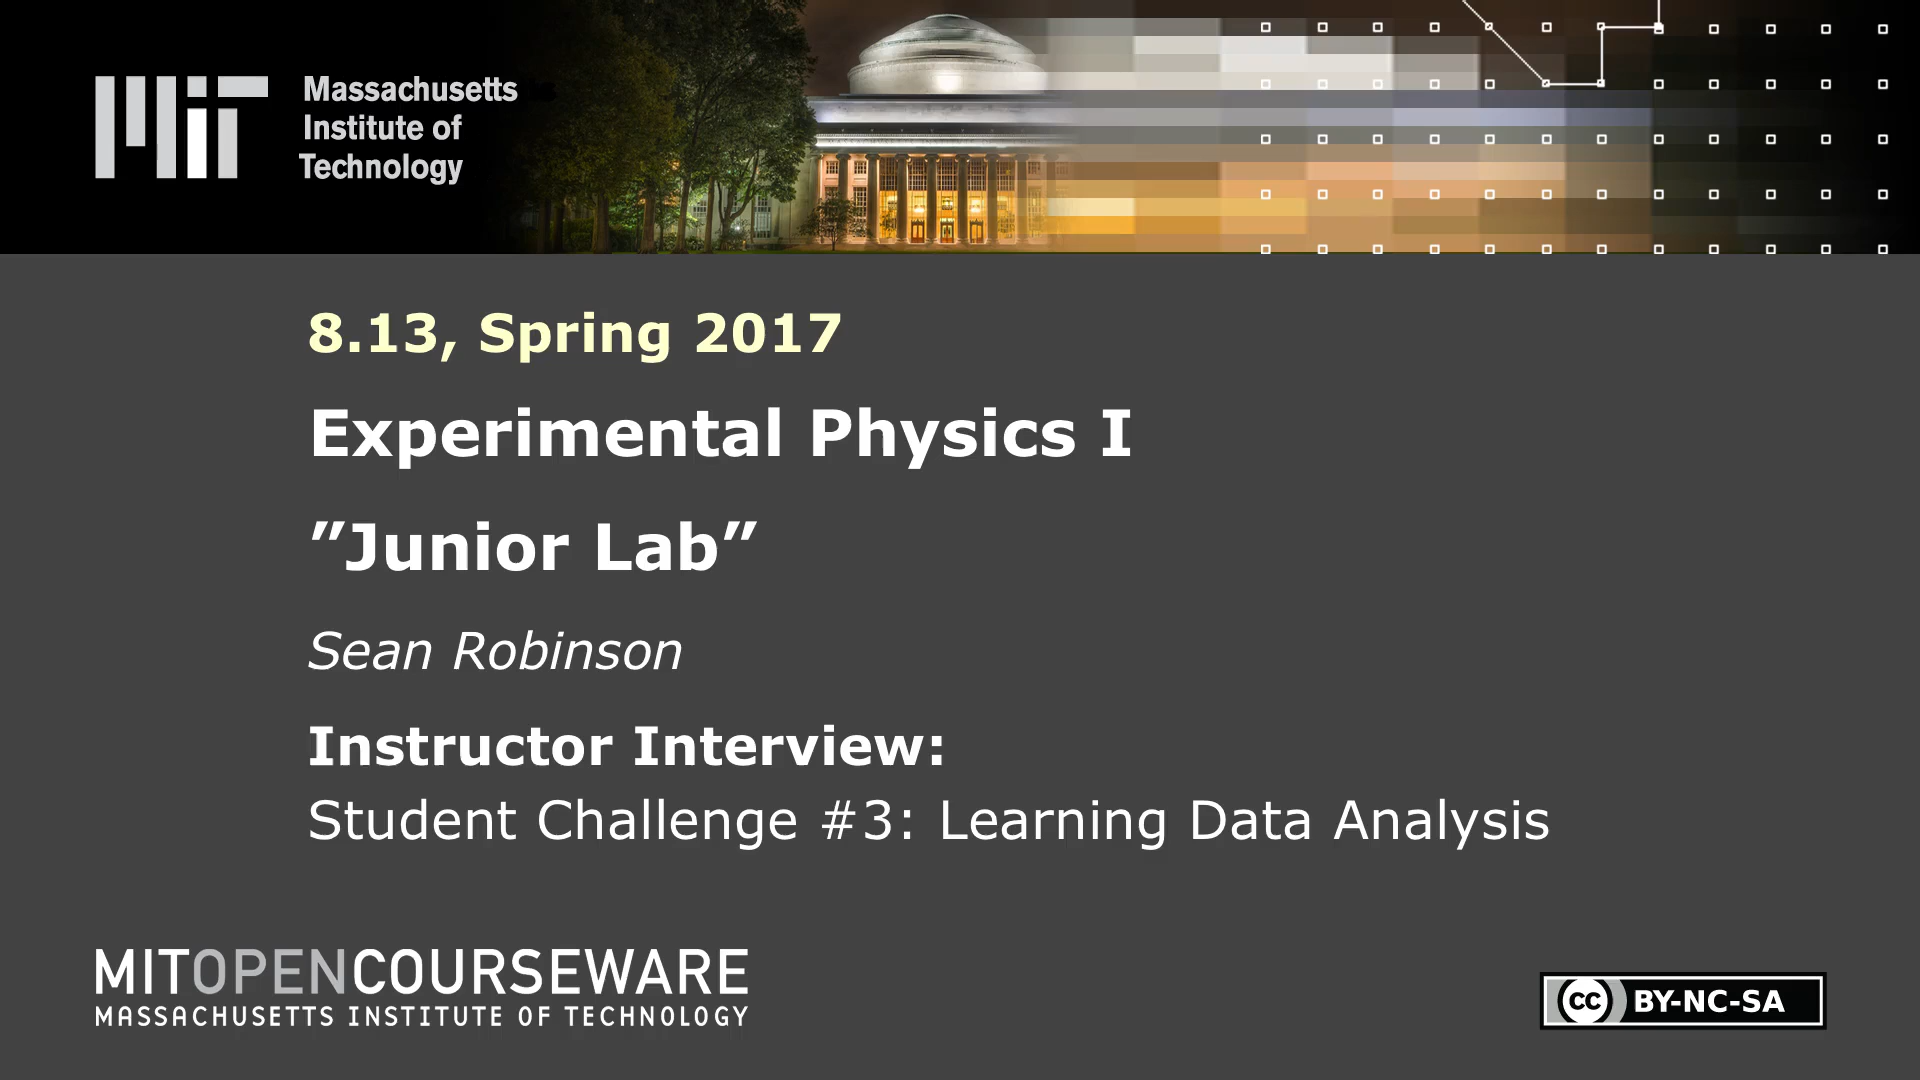 Massachusetts
Institute of
Technology
8.13, Spring 2017
Experimental Physics I
”Junior Lab”
Sean Robinson
Instructor Interview:
Student Challenge #3: Learning Data Analysis
MITOPENCOURSEWARE
MASSACHUSETTS INSTITUTE OF TECHNOLOGY
cc BY-NC-SA